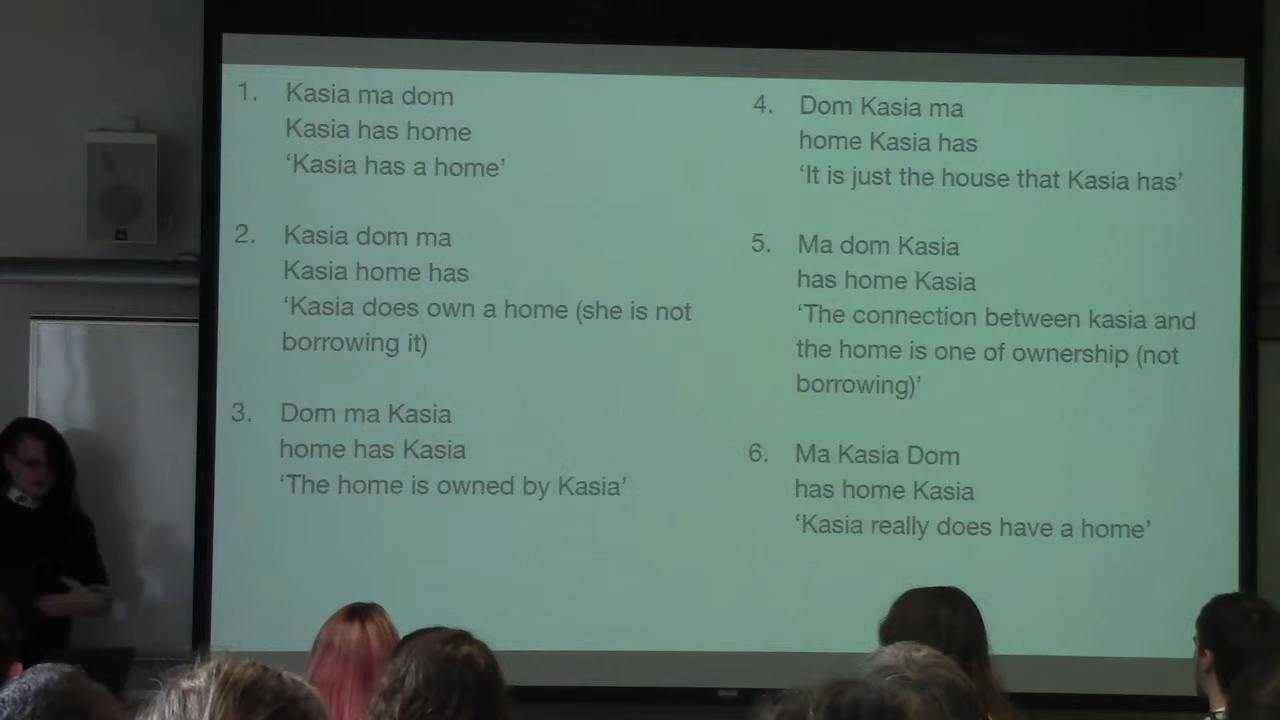 1. Kasia ma dom
Kasia has home
‘Kasia has a home’
2. Kasia dom ma
Kasia home has
‘Kasia does own a home (she is not
borrowing it)
3. Dom ma Kasia
home has Kasia
‘The home is owned by Kasia’
4. Dom Kasia ma
home Kasia has
‘It is just the house that Kasia has’
5. Ma dom Kasia
has home Kasia
‘The connection between kasia and
the home is one of ownership (not
borrowing)’
6. Ma Kasia Dom
has home Kasia
‘Kasia really does have a home’